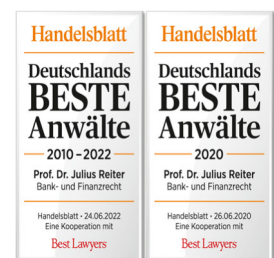 Handelsblatt
Deutschlands
BESTE
Anwälte
2010–2022
Prof. Dr. Julius Reiter
Bank- und Finanzrecht
Handelsblatt • 24.06.2022
Eine Kooperation mit
Best Lawyers
Handelsblatt
Deutschlands
BESTE
Anwälte
2020
Prof. Dr. Julius Reiter
Bank- und Finanzrecht
Handelsblatt • 26.06.2020
Eine Kooperation mit
Best Lawyers